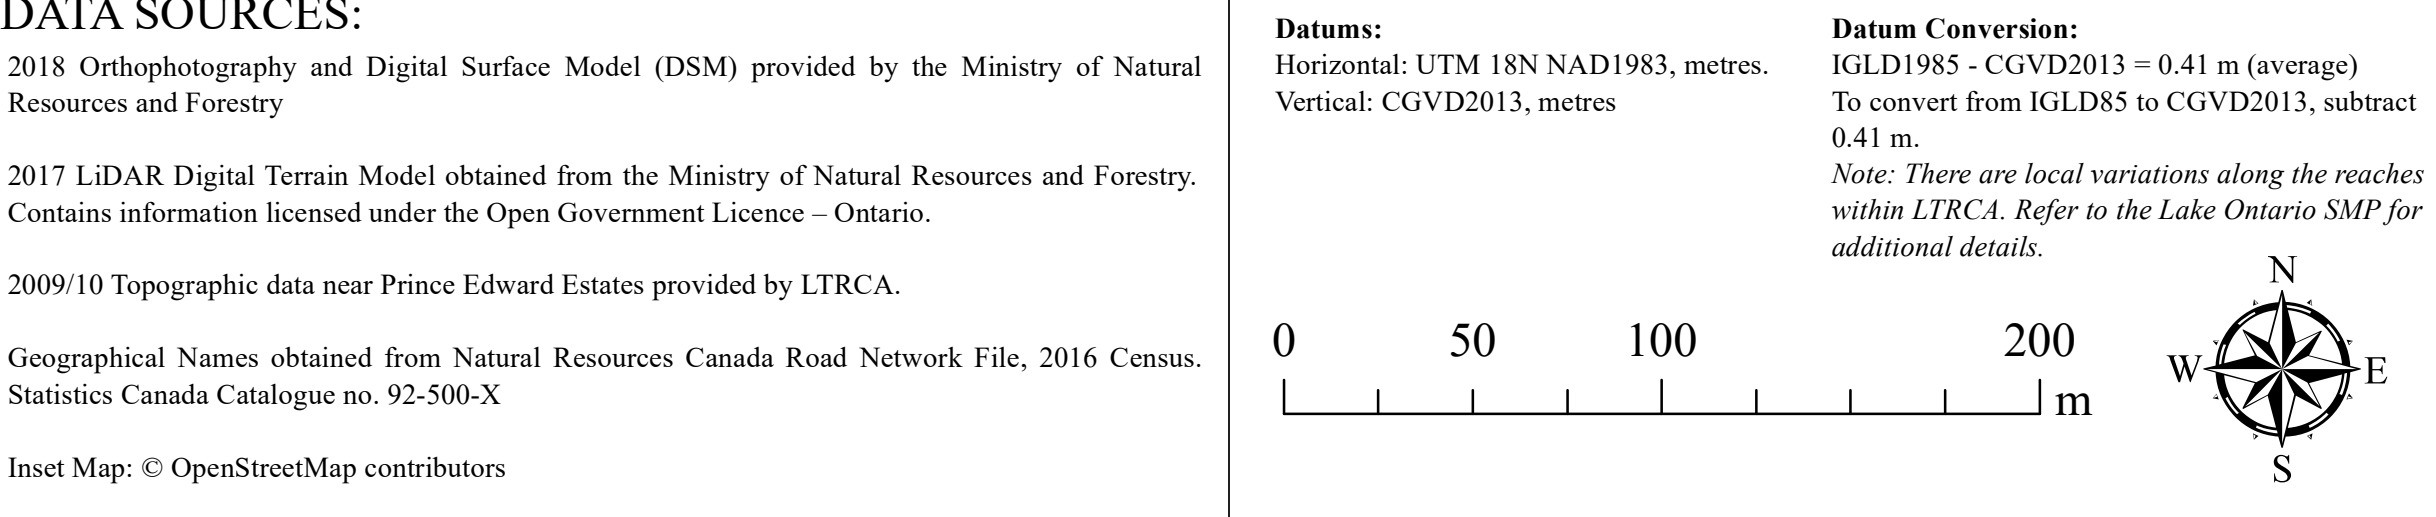 DATA SOURCES:
2018 Orthophotography and Digital Surface Model (DSM) provided by the Ministry of Natural
Resources and Forestry
2017 LiDAR Digital Terrain Model obtained from the Ministry of Natural Resources and Forestry.
Contains information licensed under the Open Government Licence – Ontario.
2009/10 Topographic data near Prince Edward Estates provided by LTRCA.
Geographical Names obtained from Natural Resources Canada Road Network File, 2016 Census.
Statistics Canada Catalogue no. 92-500-X
Inset Map: © OpenStreetMap contributors
Datums:
Horizontal: UTM 18N NAD1983, metres.
Vertical: CGVD2013, metres
Datum Conversion:
IGLD1985 - CGVD2013 = 0.41 m (average)
To convert from IGLD85 to CGVD2013, subtract
0.41 m.
Note: There are local variations along the reaches
within LTRCA. Refer to the Lake Ontario SMP for
additional details.
0 50 100 200
m
N
W E
S